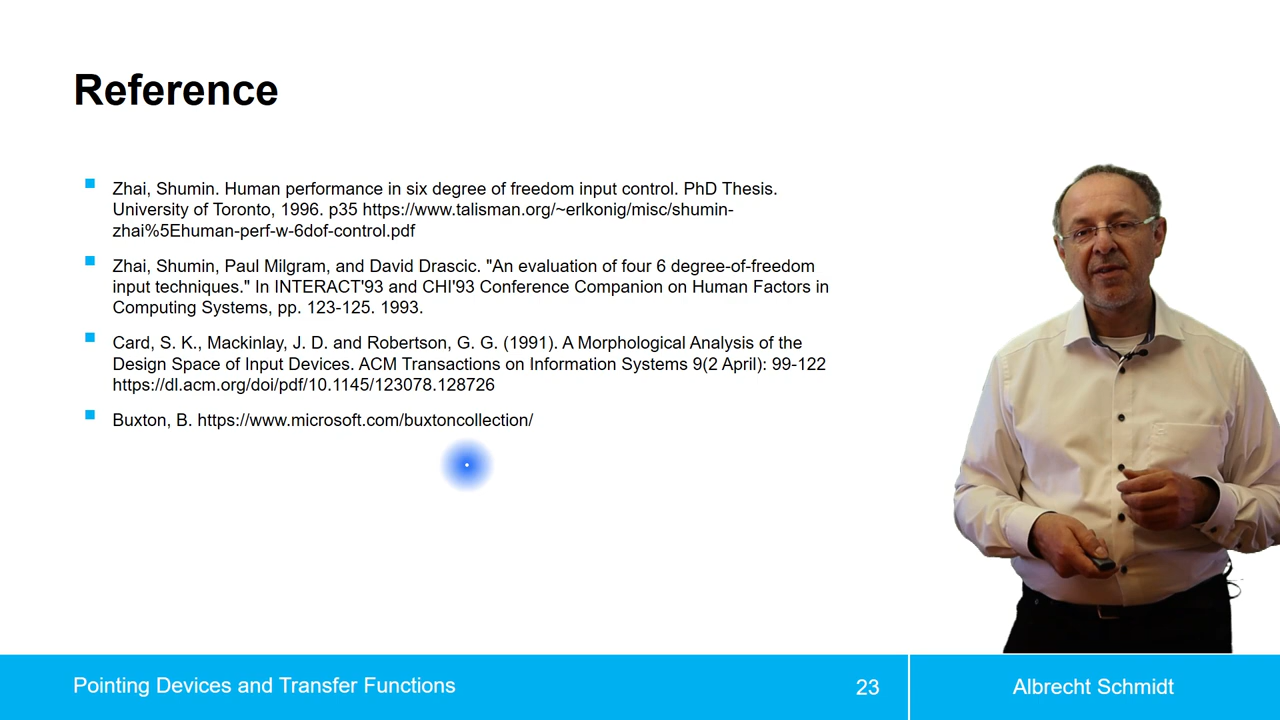 Reference
Zhai, Shumin. Human performance in six degree of freedom input control. PhD Thesis.
University of Toronto, 1996. p35 https://www.talisman.org/~erlkonig/misc/shumin-
zhai%5Ehuman-perf-w-6dof-control.pdf
Zhai, Shumin, Paul Milgram, and David Drascic. "An evaluation of four 6 degree-of-freedom
input techniques." In INTERACT'93 and CHI'93 Conference Companion on Human Factors in
Computing Systems, pp. 123-125. 1993.
Card, S. K., Mackinlay, J. D. and Robertson, G. G. (1991). A Morphological Analysis of the
Design Space of Input Devices. ACM Transactions on Information Systems 9(2 April): 99-122
https://dl.acm.org/doi/pdf/10.1145/123078.128726
Buxton, B. https://www.microsoft.com/buxtoncollection/
Pointing Devices and Transfer Functions
23
Albrecht Schmidt